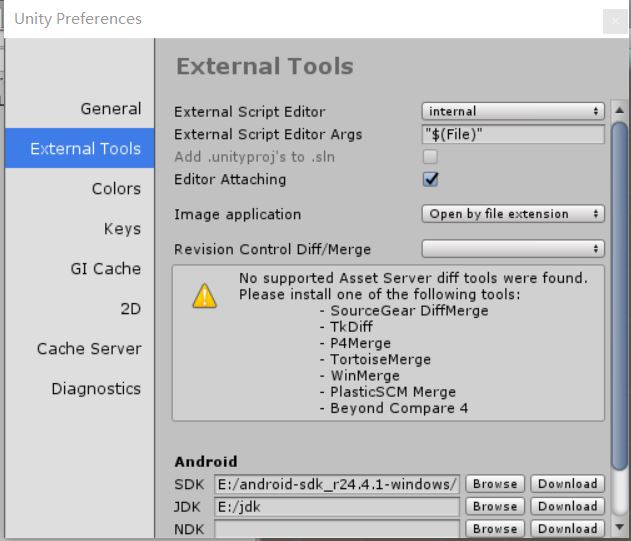 Unity Preferences
External Tools
General
External Tools
Colors
Keys
GI Cache
2D
Cache Server
Diagnostics
External Script Editor internal
External Script Editor Args "$(File)"
Add .unityproj's to .sln
Editor Attaching
Image application Open by file extension
Revision Control Diff/Merge
No supported Asset Server diff tools were found.
Please install one of the following tools:
- SourceGear DiffMerge
- TkDiff
- P4Merge
- TortoiseMerge
- WinMerge
- PlasticSCM Merge
- Beyond Compare 4
Android
SDK E:/android-sdk_r24.4.1-windows/ Browse Download
JDK E:/jdk Browse Download
NDK Browse Download